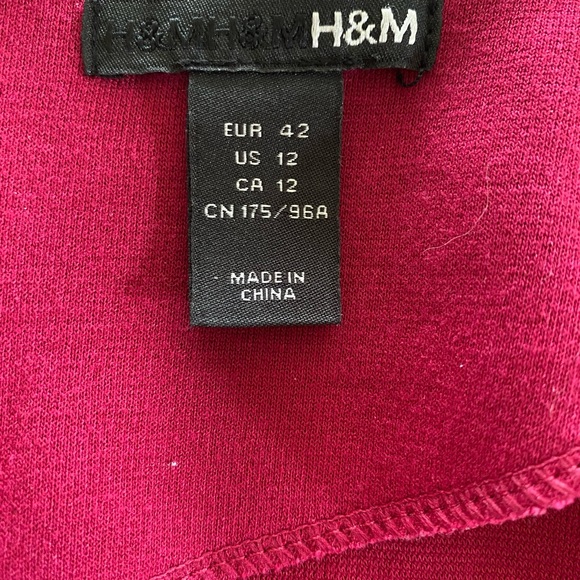 H&MH&MH&M
EUR 42
US 12
CA 12
CN 175/96A
MADE IN
CHINA